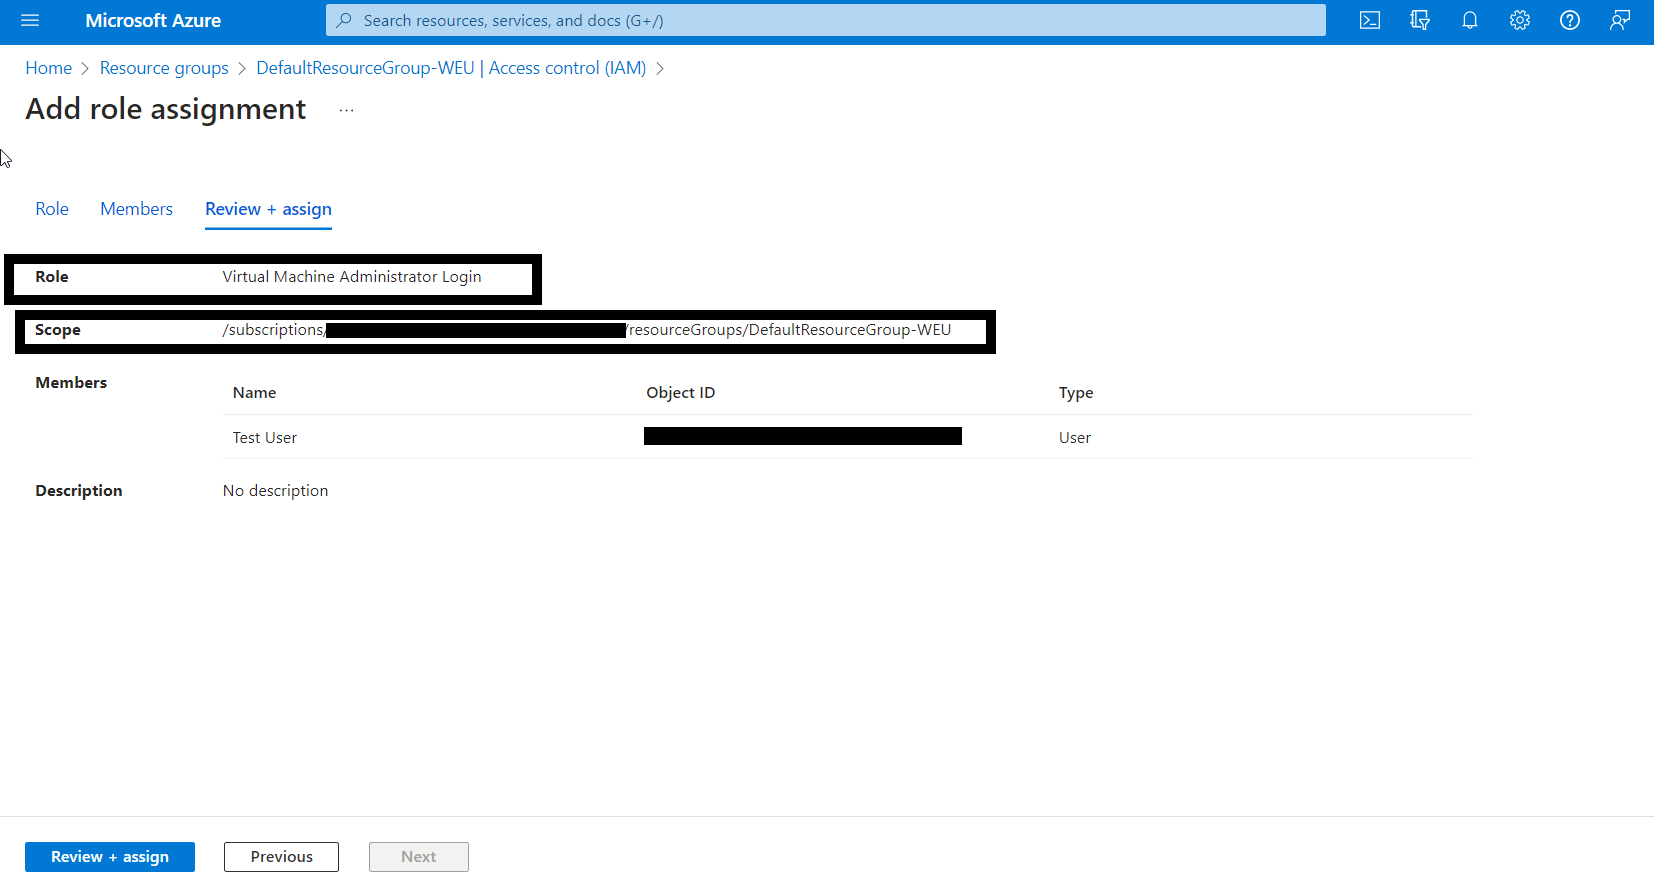 Microsoft Azure
Search resources, services, and docs (G+/)
Home > Resource groups > DefaultResourceGroup-WEU | Access control (IAM) >
Add role assignment ...
Role Members Review + assign
Role Virtual Machine Administrator Login
Scope /subscriptions/ /resourceGroups/DefaultResourceGroup-WEU
Members
Name Object ID Type
Test User User
Description No description
Review + assign Previous Next